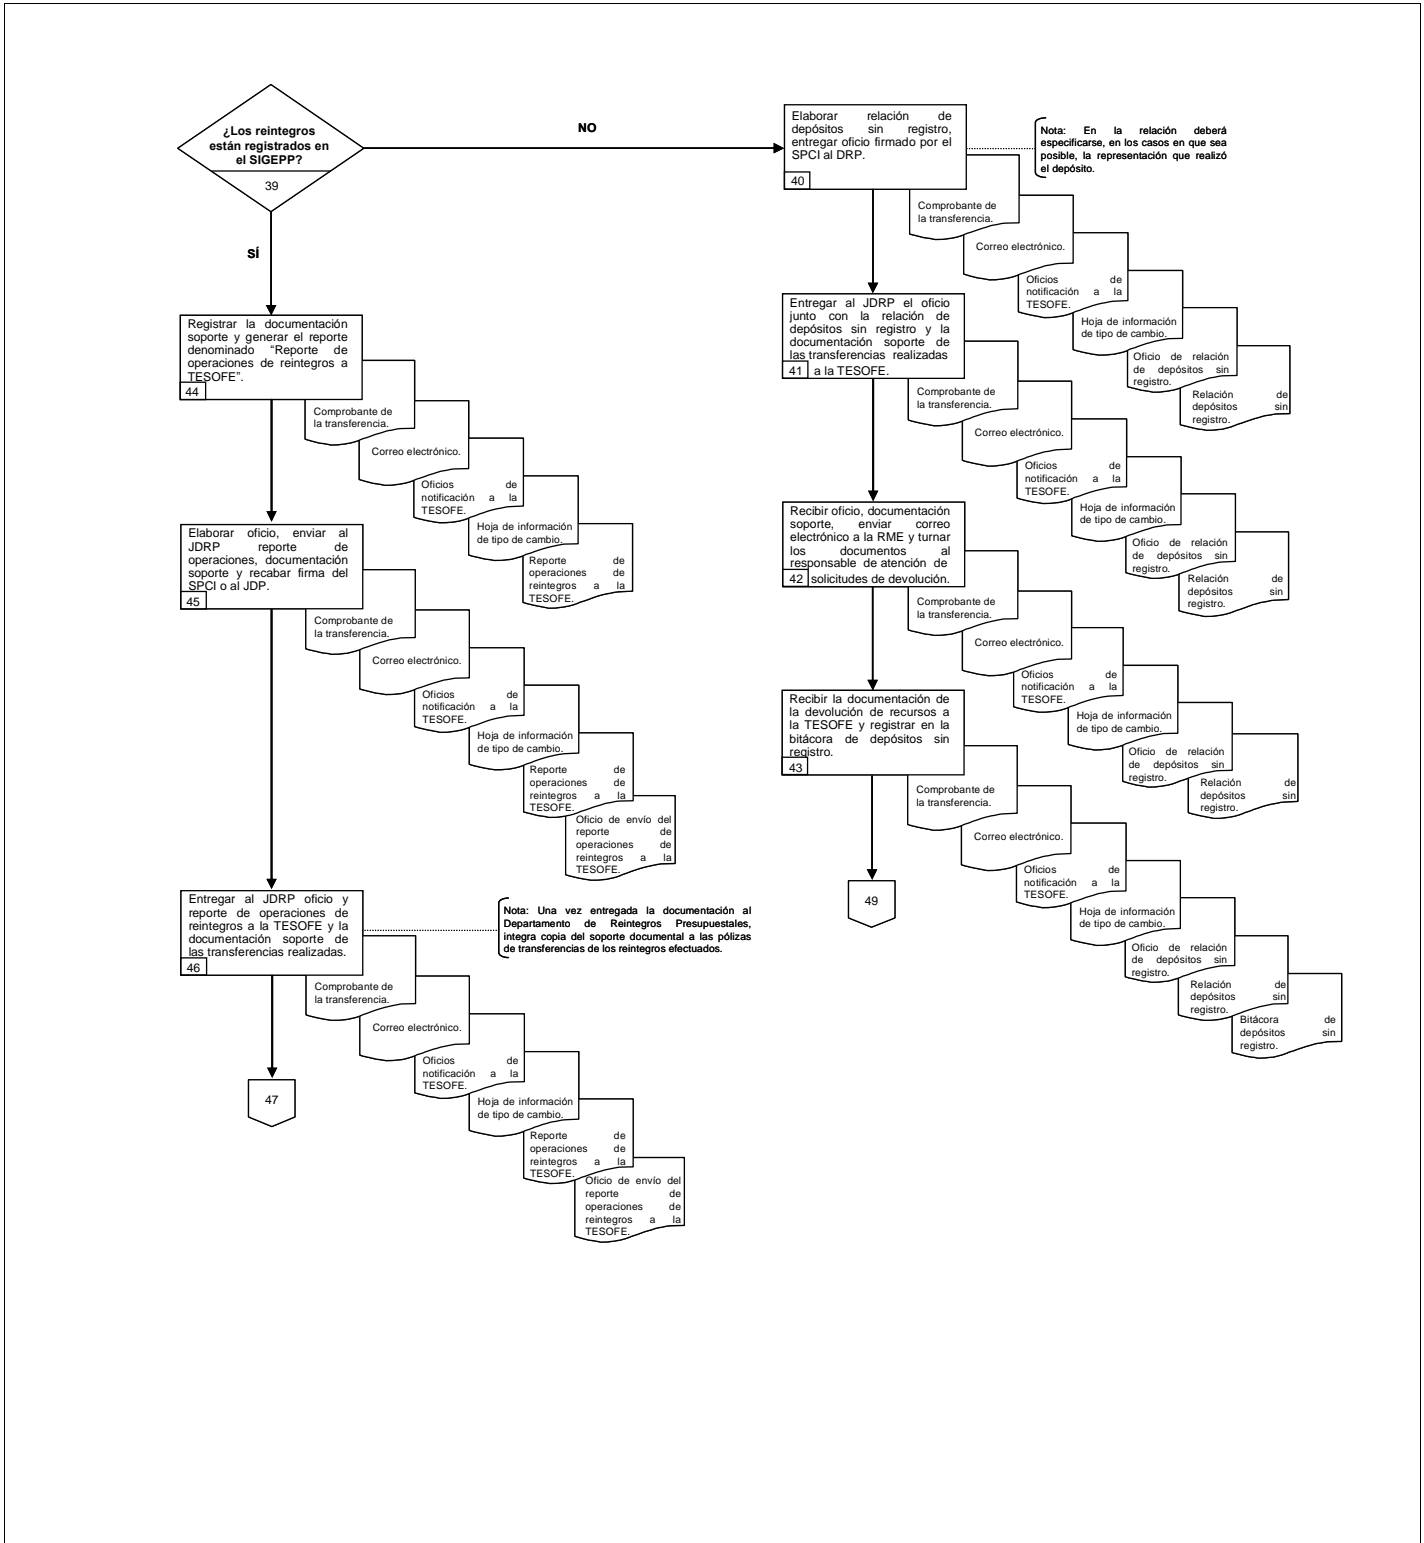 ¿Los reintegros
están registrados en
el SIGEPP?
39
NO
SÍ
Elaborar relación de
depósitos sin registro,
entregar oficio firmado por el
SPCI al DRP.
40
Nota: En la relación deberá
especificarse, en los casos en que sea
posible, la representación que realizó
el depósito.
Comprobante de
la transferencia.
Correo electrónico.
Oficios de
notificación a la
TESOFE.
Hoja de información
de tipo de cambio.
Oficio de relación
de depósitos sin
registro.
Relación de
depósitos sin
registro.
Entregar al JDRP el oficio
junto con la relación de
depósitos sin registro y la
documentación soporte de
las transferencias realizadas
41 a la TESOFE.
Comprobante de
la transferencia.
Correo electrónico.
Oficios de
notificación a la
TESOFE.
Hoja de información
de tipo de cambio.
Oficio de relación
de depósitos sin
registro.
Relación de
depósitos sin
registro.
Recibir oficio, documentación
soporte, enviar correo
electrónico a la RME y turnar
los documentos al
responsable de atención de
42 solicitudes de devolución.
Comprobante de
la transferencia.
Correo electrónico.
Oficios de
notificación a la
TESOFE.
Hoja de información
de tipo de cambio.
Oficio de relación
de depósitos sin
registro.
Relación de
depósitos sin
registro.
Recibir la documentación de
la devolución de recursos a
la TESOFE y registrar en la
bitácora de depósitos sin
registro.
43
Comprobante de
la transferencia.
Correo electrónico.
Oficios de
notificación a la
TESOFE.
Hoja de información
de tipo de cambio.
Oficio de relación
de depósitos sin
registro.
Relación de
depósitos sin
registro.
Bitácora de
depósitos sin
registro.
49
Registrar la documentación
soporte y generar el reporte
denominado “Reporte de
operaciones de reintegros a
TESOFE”.
44
Comprobante de
la transferencia.
Correo electrónico.
Oficios de
notificación a la
TESOFE.
Hoja de información
de tipo de cambio.
Reporte de
operaciones de
reintegros a la
TESOFE.
Elaborar oficio, enviar al
JDRP reporte de
operaciones, documentación
soporte y recabar firma del
SPCI o al JDP.
45
Comprobante de
la transferencia.
Correo electrónico.
Oficios de
notificación a la
TESOFE.
Hoja de información
de tipo de cambio.
Reporte de
operaciones de
reintegros a la
TESOFE.
Oficio de envío del
reporte de
operaciones de
reintegros a la
TESOFE.
Entregar al JDRP oficio y
reporte de operaciones de
reintegros a la TESOFE y la
documentación soporte de
las transferencias realizadas.
46
Nota: Una vez entregada la documentación al
Departamento de Reintegros Presupuestales,
integra copia del soporte documental a las pólizas
de transferencias de los reintegros efectuados.
Comprobante de
la transferencia.
Correo electrónico.
Oficios de
notificación a la
TESOFE.
Hoja de información
de tipo de cambio.
Reporte de
operaciones de
reintegros a la
TESOFE.
Oficio de envío del
reporte de
operaciones de
reintegros a la
TESOFE.
47